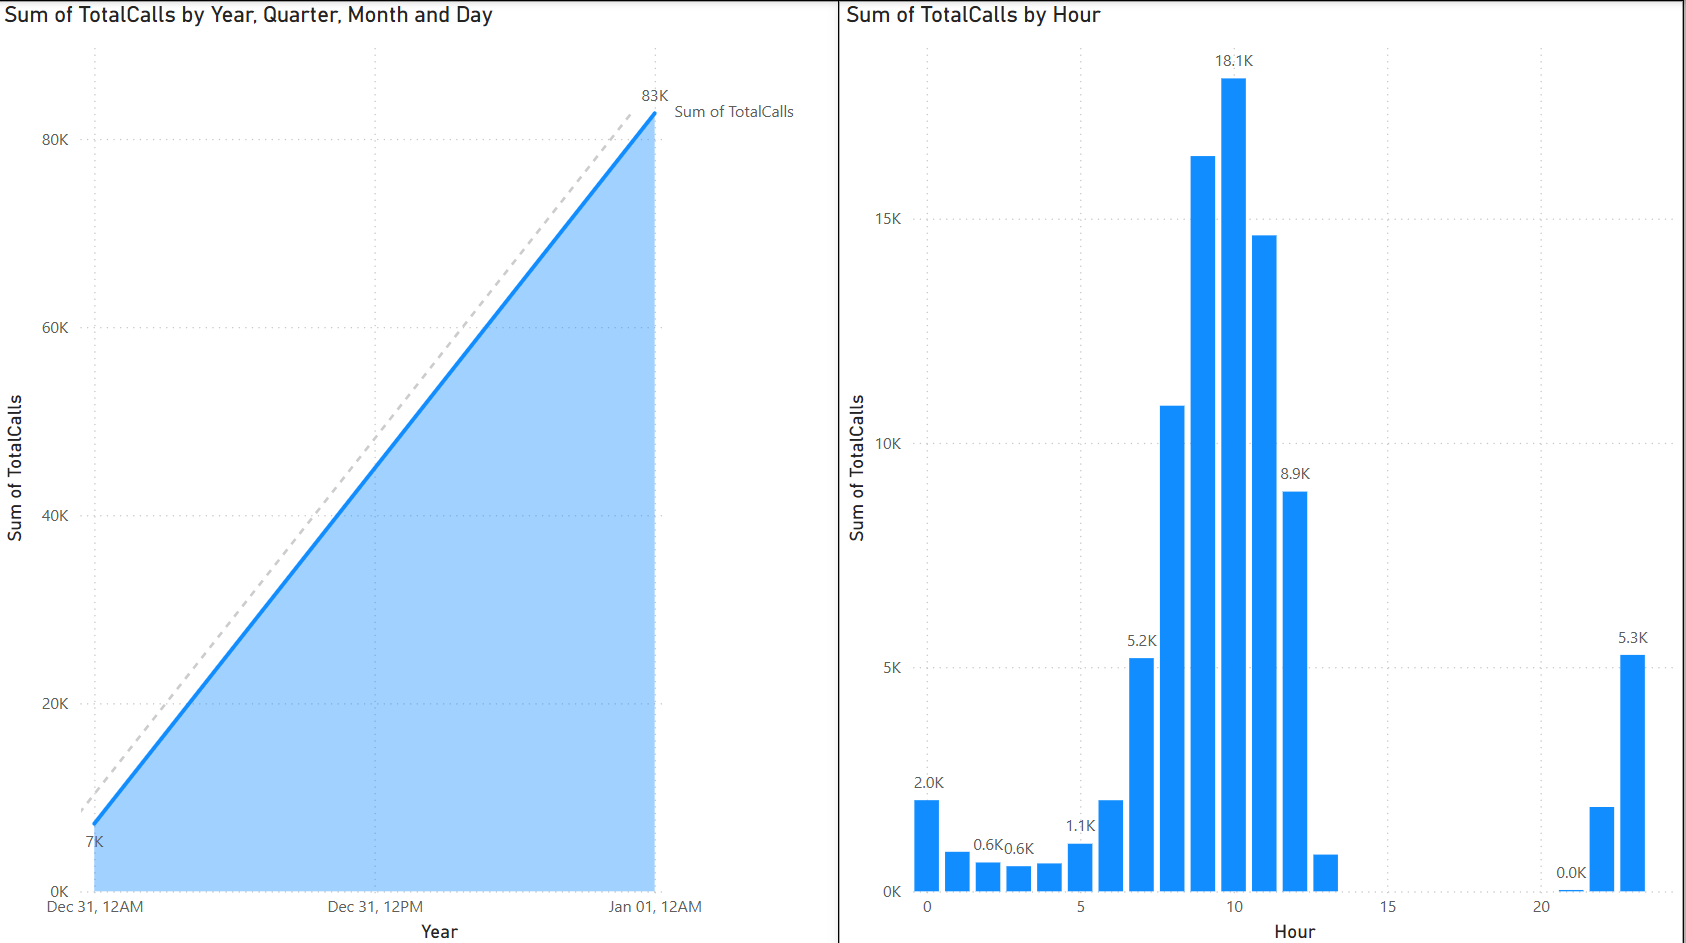 Sum of TotalCalls by Year, Quarter, Month and Day
83K
Sum of TotalCalls
80K
60K
40K
20K
7K
0K
Dec 31, 12AM
Dec 31, 12PM
Jan 01, 12AM
Sum of TotalCalls
Year
Sum of TotalCalls by Hour
18.1K
15K
10K
8.9K
5.2K
5.3K
5K
2.0K
1.1K
0.6K
0.6K
0.0K
0K
0
5
10
15
20
Sum of TotalCalls
Hour